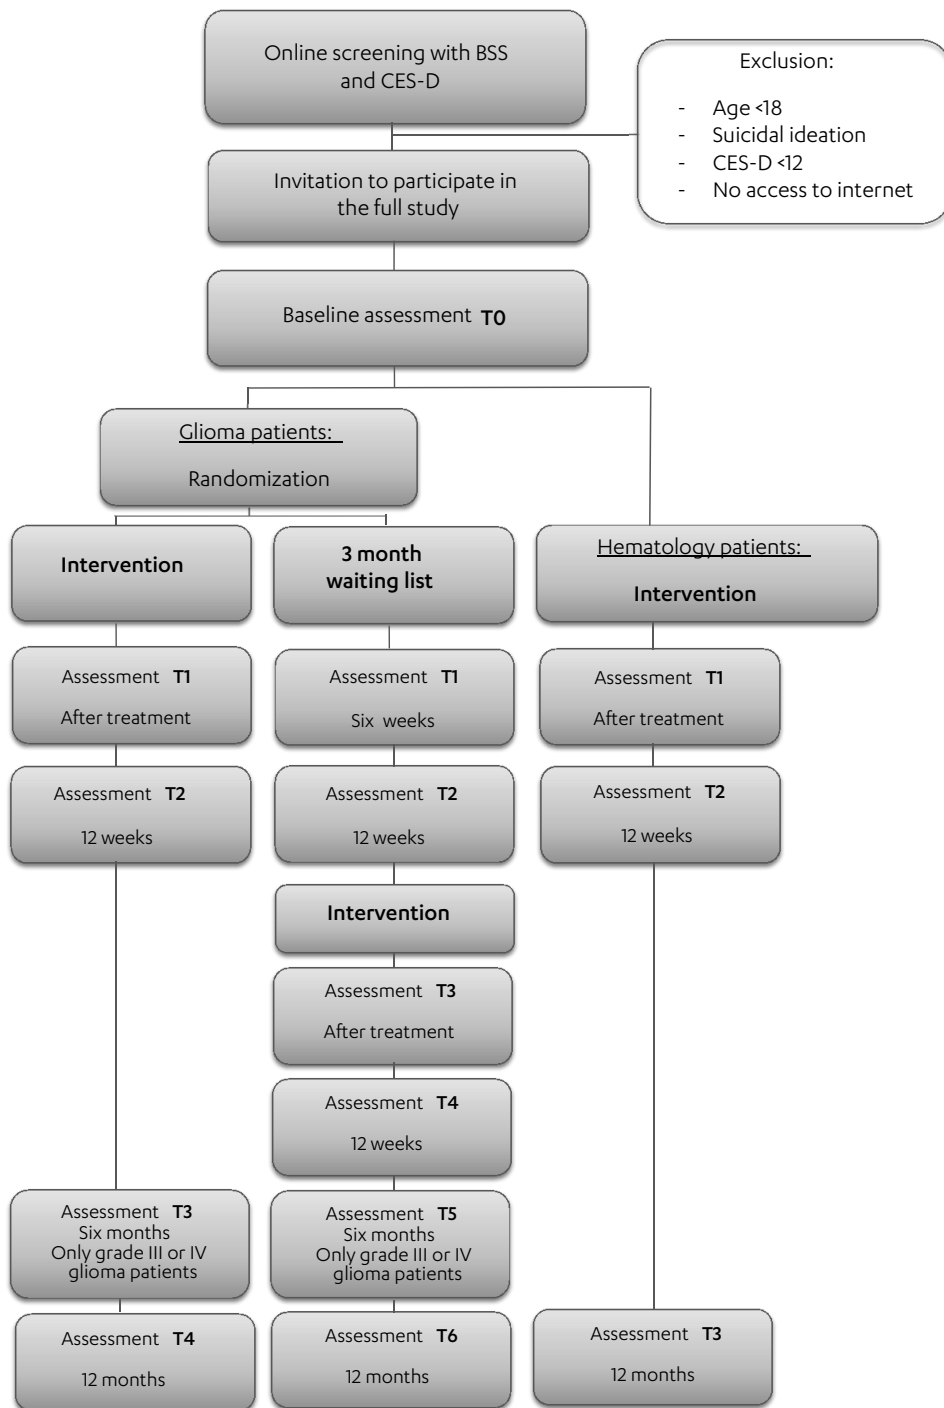 Online screening with BSS
and CES-D
Exclusion:
- Age <18
- Suicidal ideation
- CES-D <12
- No access to internet
Invitation to participate in
the full study
Baseline assessment T0
Glioma patients:
Randomization
Intervention
3 month
waiting list
Hematology patients:
Intervention
Assessment T1
After treatment
Assessment T1
Six weeks
Assessment T1
After treatment
Assessment T2
12 weeks
Assessment T2
12 weeks
Assessment T2
12 weeks
Intervention
Assessment T3
After treatment
Assessment T4
12 weeks
Assessment T3
Six months
Only grade III or IV
glioma patients
Assessment T5
Six months
Only grade III or IV
glioma patients
Assessment T4
12 months
Assessment T6
12 months
Assessment T3
12 months